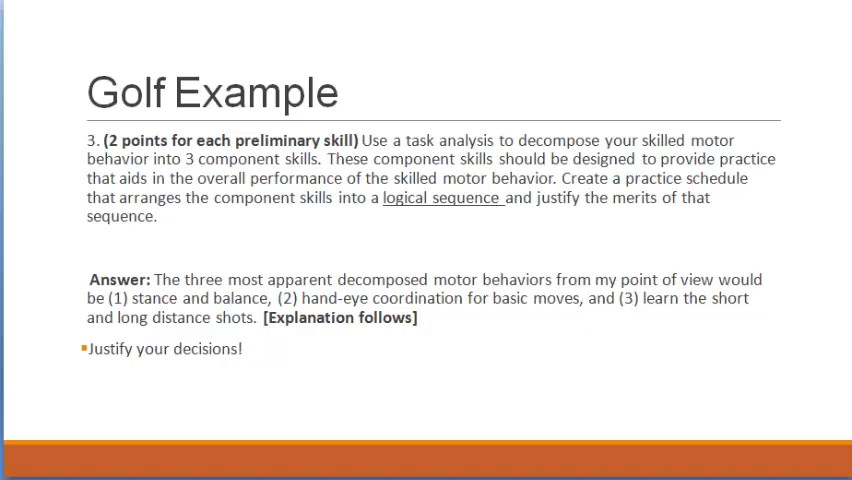 Golf Example
3. (2 points for each preliminary skill) Use a task analysis to decompose your skilled motor
behavior into 3 component skills. These component skills should be designed to provide practice
that aids in the overall performance of the skilled motor behavior. Create a practice schedule
that arranges the component skills into a logical sequence and justify the merits of that
sequence.
Answer: The three most apparent decomposed motor behaviors from my point of view would
be (1) stance and balance, (2) hand-eye coordination for basic moves, and (3) learn the short
and long distance shots. [Explanation follows]
▪Justify your decisions!